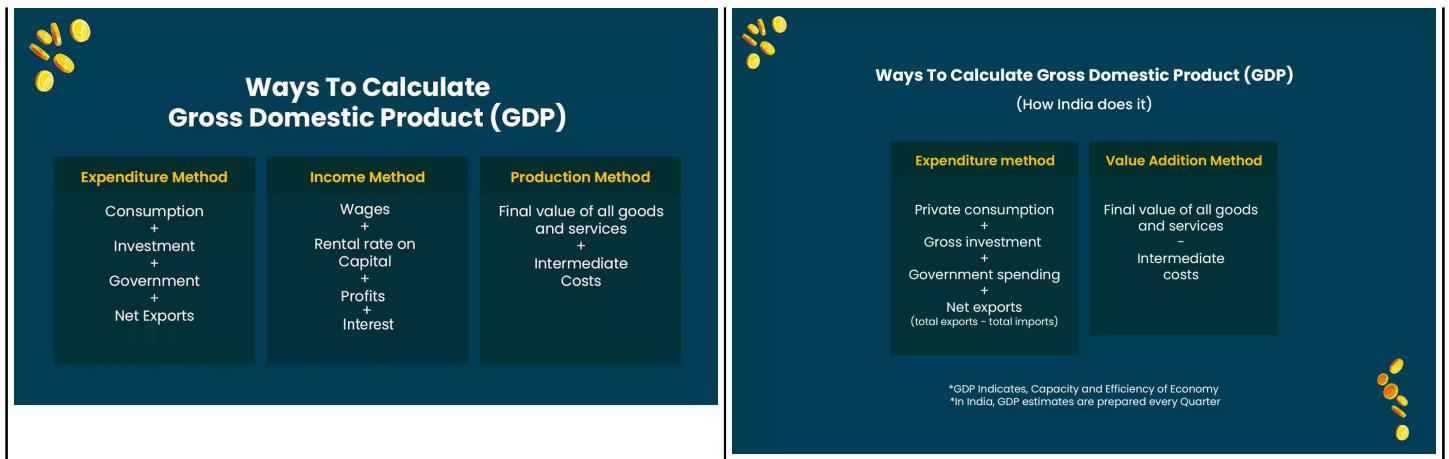 Ways To Calculate
Gross Domestic Product (GDP)
Expenditure Method
Consumption
+
Investment
+
Government
+
Net Exports
Income Method
Wages
+
Rental rate on
Capital
+
Profits
+
Interest
Production Method
Final value of all goods
and services
+
Intermediate
Costs
Ways To Calculate Gross Domestic Product (GDP)
(How India does it)
Expenditure method
Private consumption
+
Gross investment
+
Government spending
+
Net exports
(total exports - total imports)
Value Addition Method
Final value of all goods
and services
-
Intermediate
costs
*GDP Indicates, Capacity and Efficiency of Economy
*In India, GDP estimates are prepared every Quarter